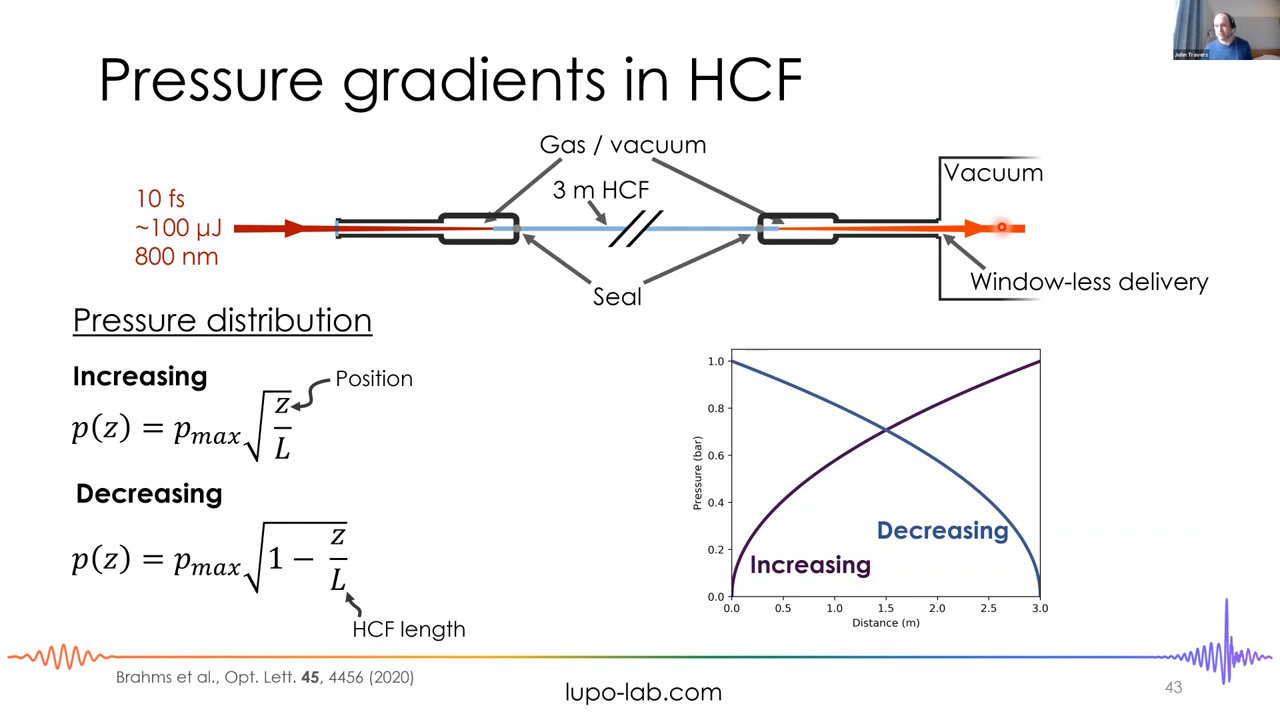 Pressure gradients in HCF
John Travers
Gas / vacuum
3 m HCF
Vacuum
10 fs
~100 µJ
800 nm
Seal
Window-less delivery
Pressure distribution
Increasing
Position
p(z) = p_max √(z/L)
Decreasing
p(z) = p_max √(1 − z/L)
HCF length
1.0
0.8
0.6
0.4
0.2
0.0
Pressure (bar)
Decreasing
Increasing
0.0 0.5 1.0 1.5 2.0 2.5 3.0
Distance (m)
Brahms et al., Opt. Lett. 45, 4456 (2020)
lupo-lab.com
43